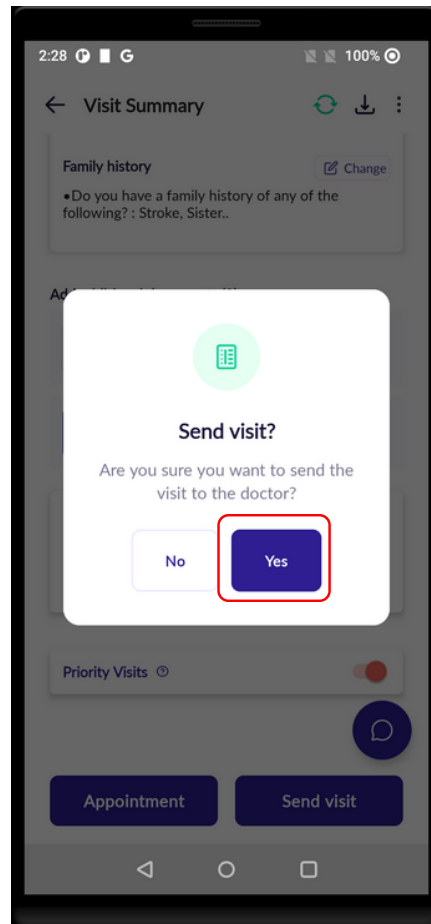 2:28 G 100%
Visit Summary
Family history Change
•Do you have a family history of any of the
following? : Stroke, Sister..
Send visit?
Are you sure you want to send the
visit to the doctor?
No Yes
Priority Visits
Appointment Send visit